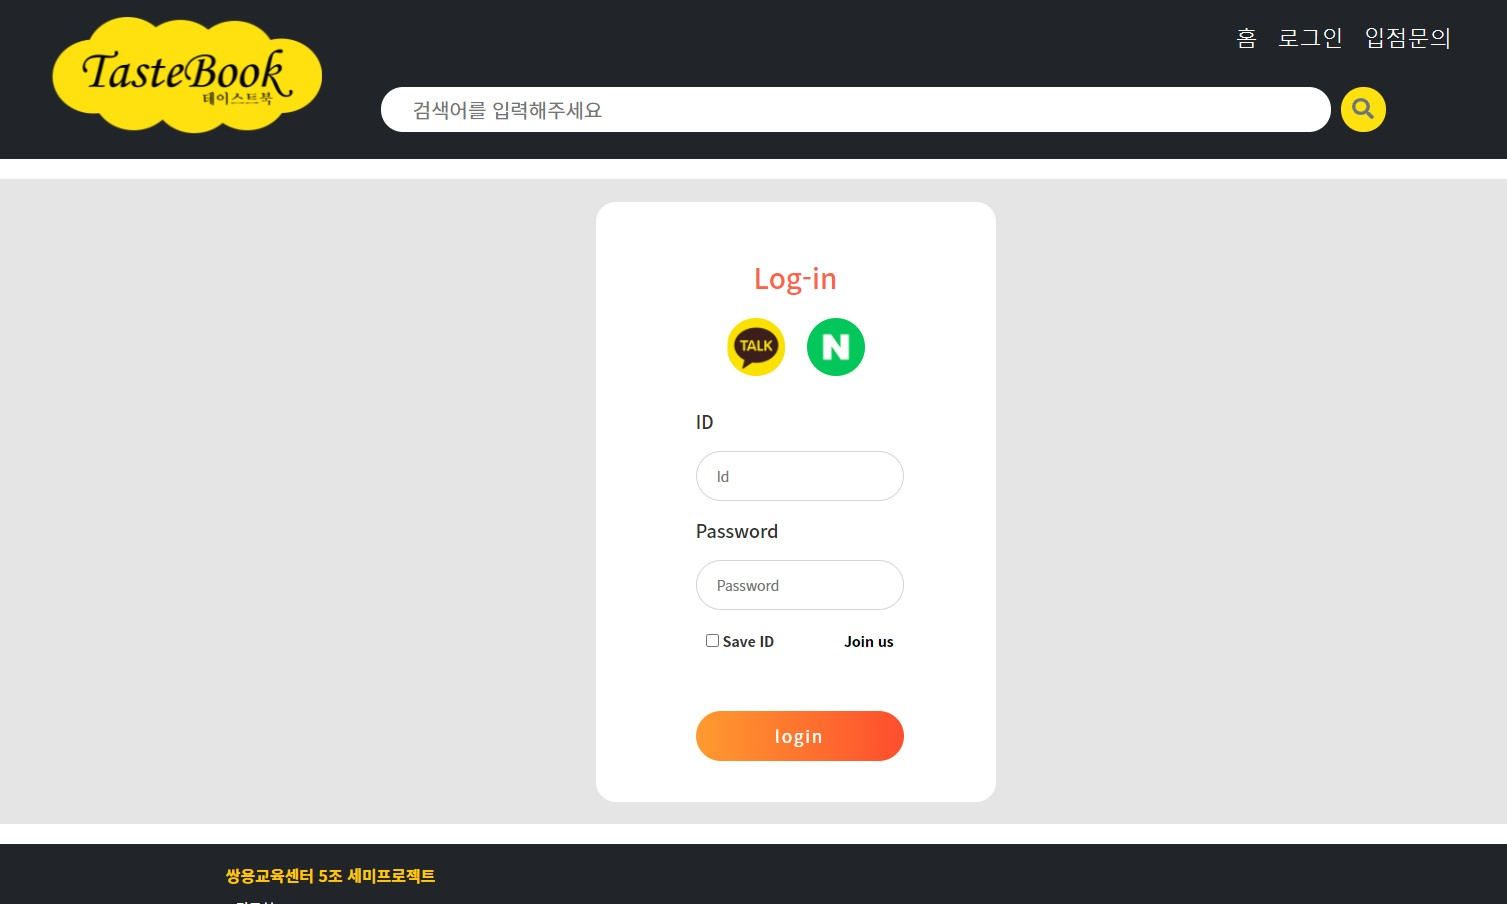 TasteBook
테이스트북
홈 로그인 입점문의
검색어를 입력해주세요
Log-in
TALK
N
ID
Id
Password
Password
Save ID Join us
login
쌍용교육센터 5조 세미프로젝트